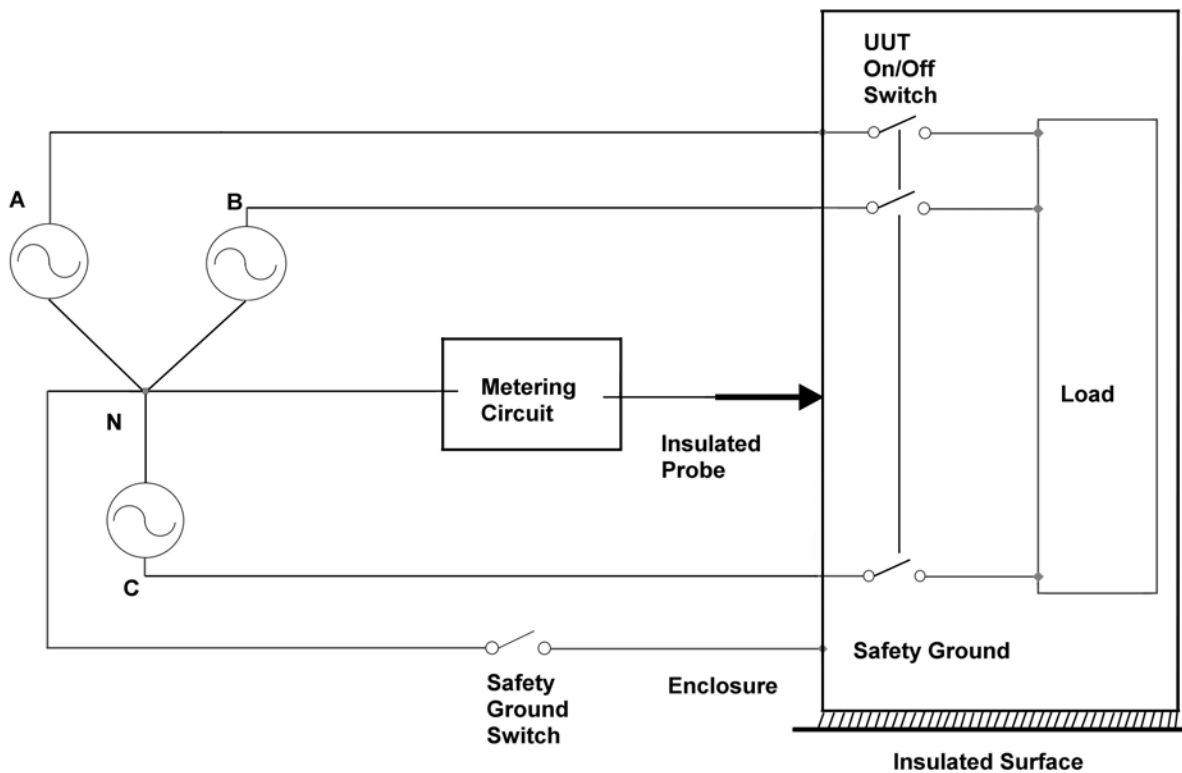 UUT
On/Off
Switch
A
B
Metering
Circuit
Load
N
Insulated
Probe
C
Safety Ground
Safety
Ground
Switch
Enclosure
Insulated Surface